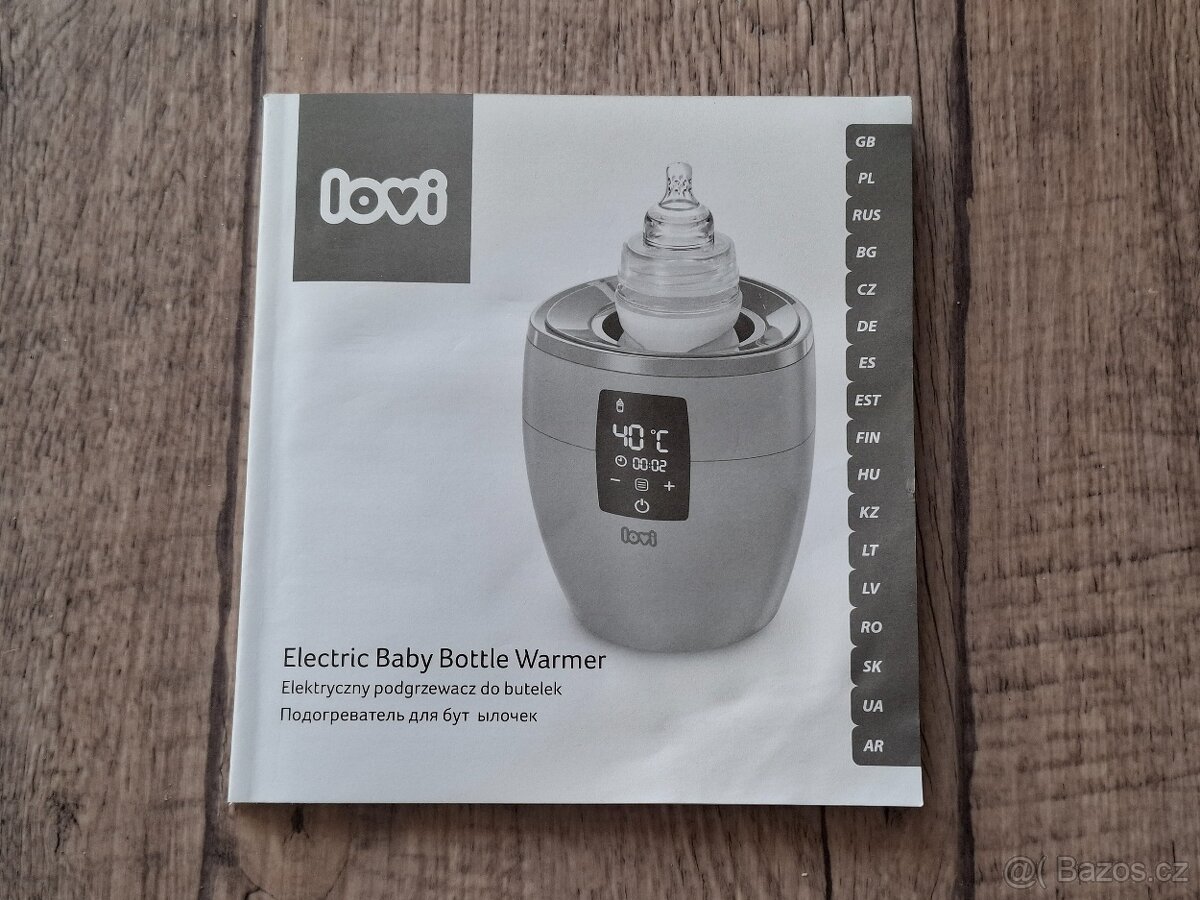 lovi
GB
PL
RUS
BG
CZ
DE
ES
EST
FIN
HU
KZ
LT
LV
RO
SK
UA
AR
40 °C
00:02
− +
lovi
Electric Baby Bottle Warmer
Elektryczny podgrzewacz do butelek
Подогреватель для бут ылочек
@( Bazos.cz